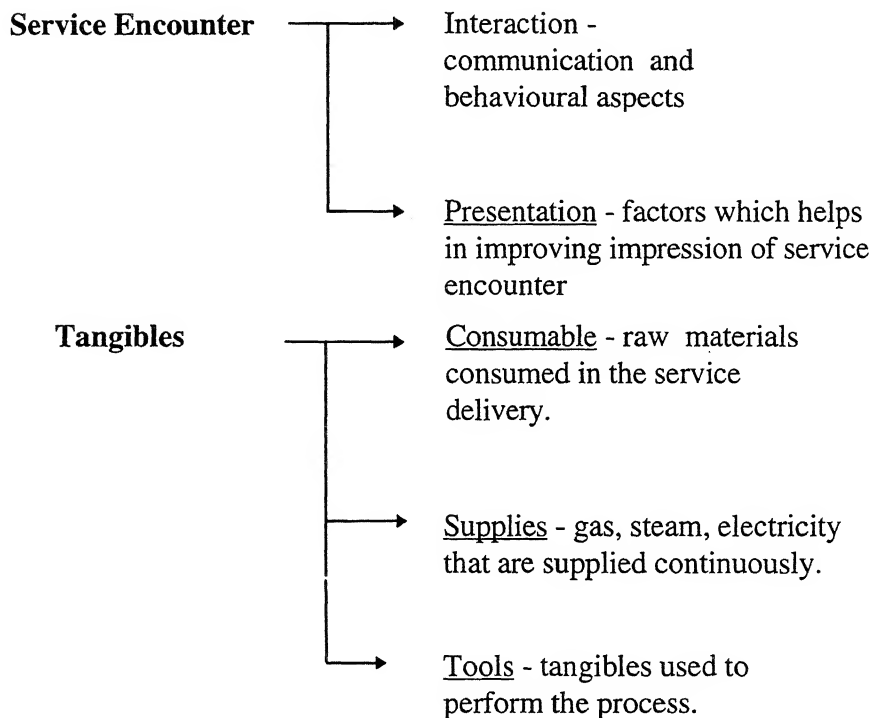 Service Encounter
Interaction -
communication and
behavioural aspects
Presentation - factors which helps
in improving impression of service
encounter
Tangibles
Consumable - raw materials
consumed in the service
delivery.
Supplies - gas, steam, electricity
that are supplied continuously.
Tools - tangibles used to
perform the process.